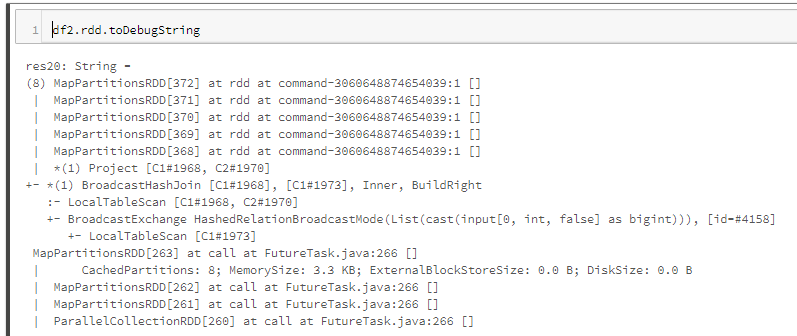 1 df2.rdd.toDebugString
res20: String =
(8) MapPartitionsRDD[372] at rdd at command-3060648874654039:1 []
| MapPartitionsRDD[371] at rdd at command-3060648874654039:1 []
| MapPartitionsRDD[370] at rdd at command-3060648874654039:1 []
| MapPartitionsRDD[369] at rdd at command-3060648874654039:1 []
| MapPartitionsRDD[368] at rdd at command-3060648874654039:1 []
| *(1) Project [C1#1968, C2#1970]
+- *(1) BroadcastHashJoin [C1#1968], [C1#1973], Inner, BuildRight
:- LocalTableScan [C1#1968, C2#1970]
+- BroadcastExchange HashedRelationBroadcastMode(List(cast(input[0, int, false] as bigint))), [id=#4158]
+- LocalTableScan [C1#1973]
MapPartitionsRDD[263] at call at FutureTask.java:266 []
| CachedPartitions: 8; MemorySize: 3.3 KB; ExternalBlockStoreSize: 0.0 B; DiskSize: 0.0 B
| MapPartitionsRDD[262] at call at FutureTask.java:266 []
| MapPartitionsRDD[261] at call at FutureTask.java:266 []
| ParallelCollectionRDD[260] at call at FutureTask.java:266 []